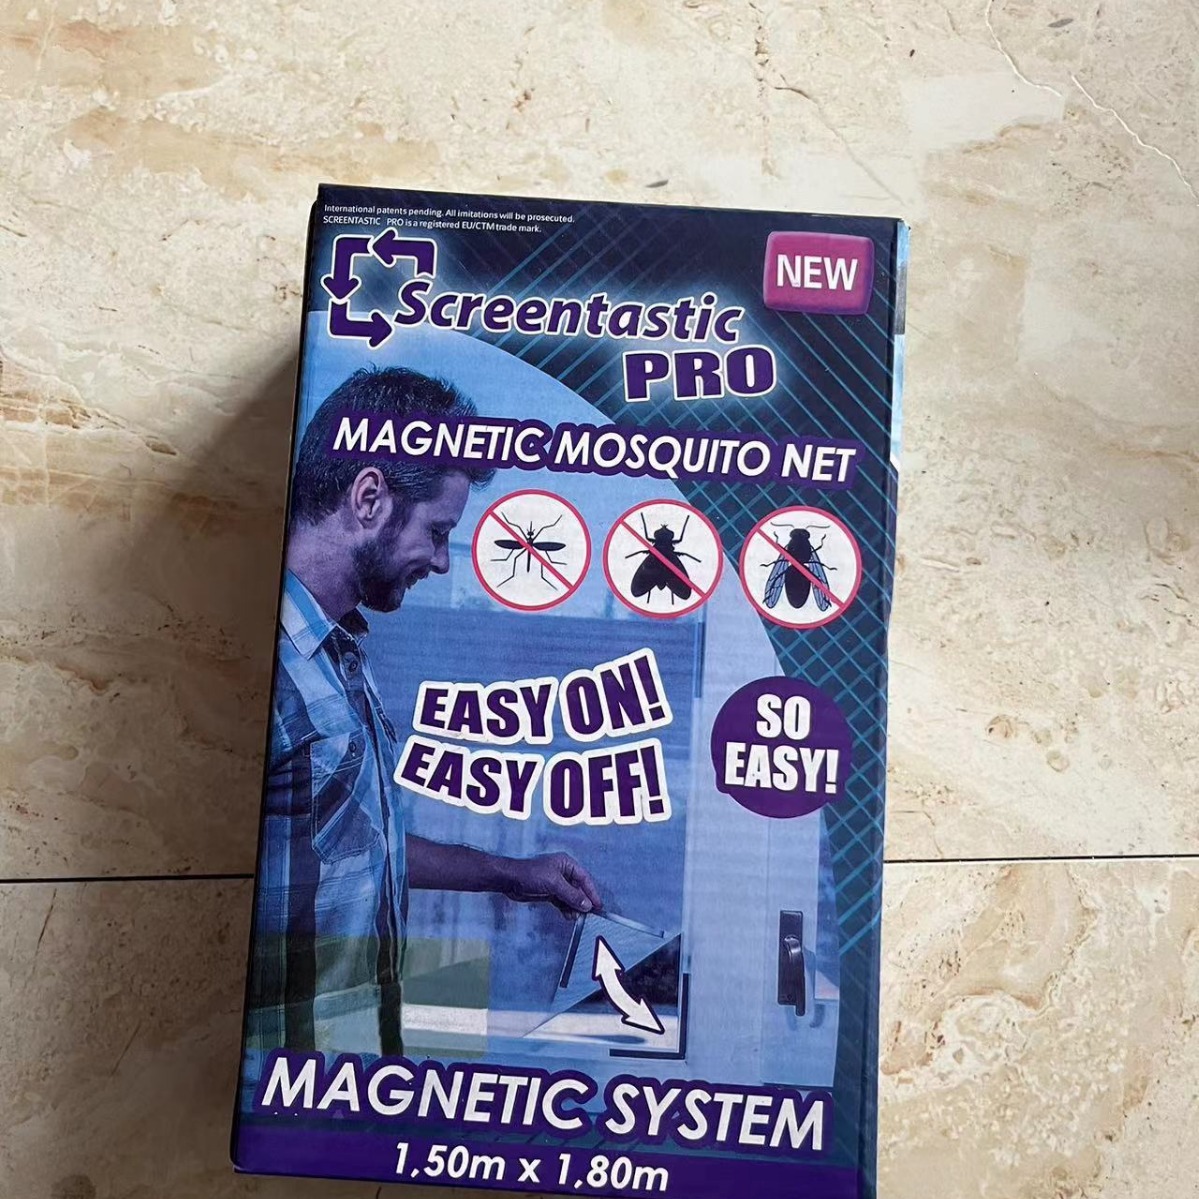 International patents pending. All imitations will be prosecuted.
SCREENTASTIC PRO is a registered EU/CTM trade mark.
NEW
Screentastic
PRO
MAGNETIC MOSQUITO NET
EASY ON!
EASY OFF!
SO
EASY!
MAGNETIC SYSTEM
1,50m x 1,80m